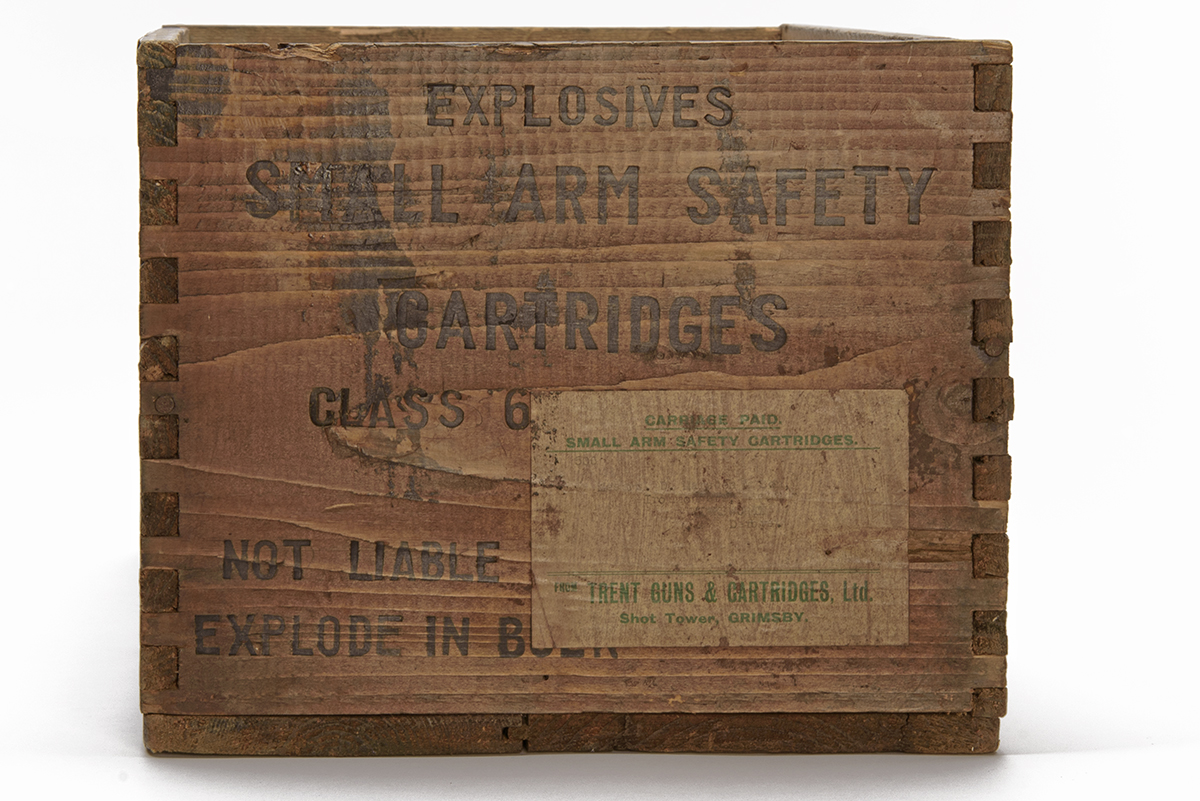 EXPLOSIVES
SMALL ARM SAFETY
CARTRIDGES
CLASS 6
NOT LIABLE
EXPLODE IN BULK
CARRIAGE PAID.
SMALL ARM SAFETY CARTRIDGES.
FROM TRENT GUNS & CARTRIDGES, Ltd.
Shot Tower, GRIMSBY.